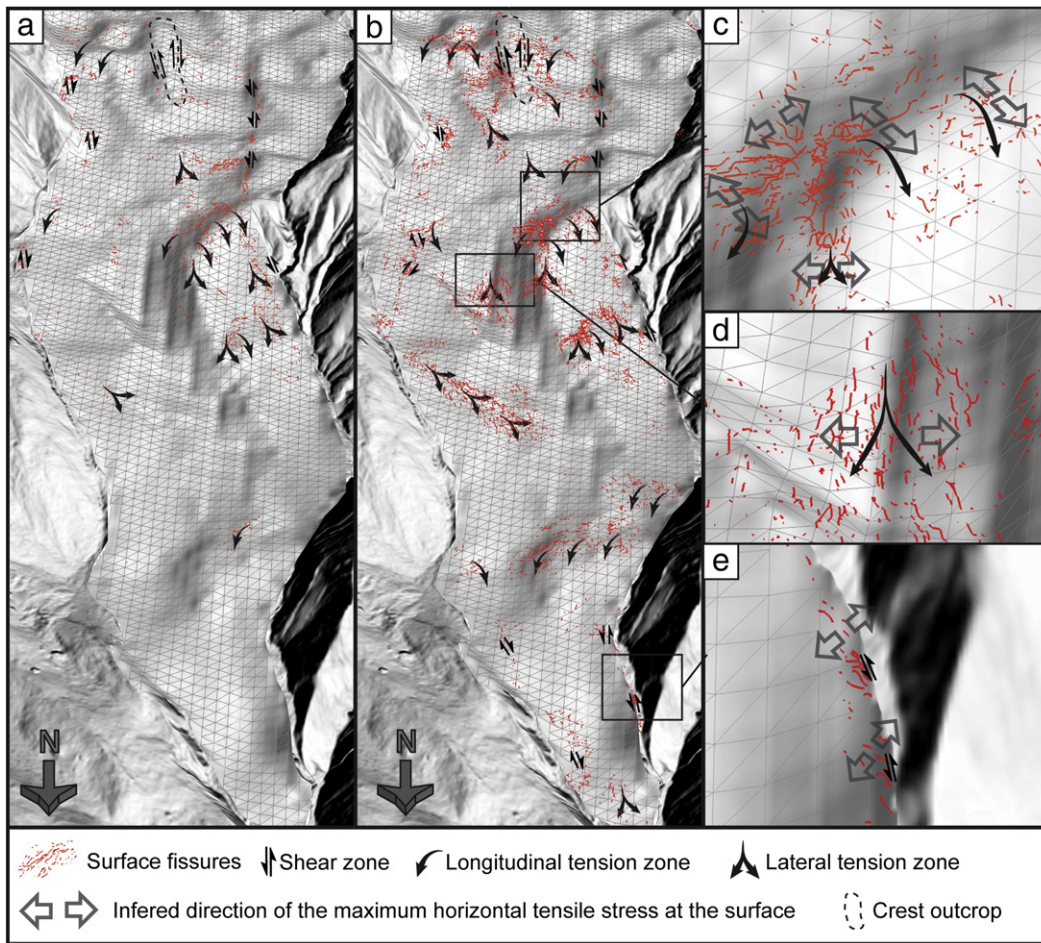 a
b
c
d
e
N
N
Surface fissures
Shear zone
Longitudinal tension zone
Lateral tension zone
Infered direction of the maximum horizontal tensile stress at the surface
Crest outcrop